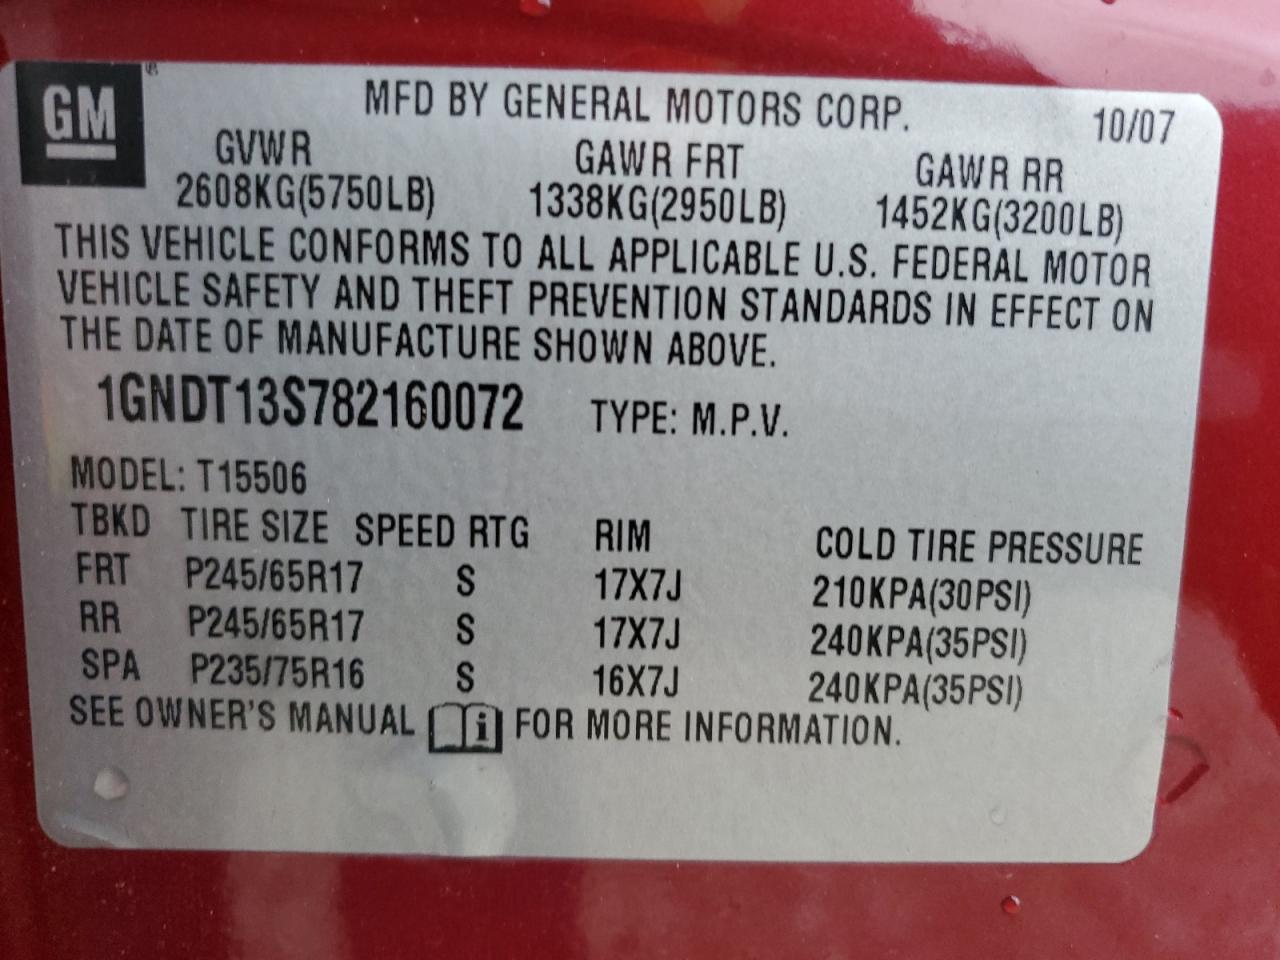 GM®
MFD BY GENERAL MOTORS CORP. 10/07
GVWR GAWR FRT GAWR RR
2608KG(5750LB) 1338KG(2950LB) 1452KG(3200LB)
THIS VEHICLE CONFORMS TO ALL APPLICABLE U.S. FEDERAL MOTOR
VEHICLE SAFETY AND THEFT PREVENTION STANDARDS IN EFFECT ON
THE DATE OF MANUFACTURE SHOWN ABOVE.
1GNDT13S782160072 TYPE: M.P.V.
MODEL: T15506
TBKD TIRE SIZE SPEED RTG RIM COLD TIRE PRESSURE
FRT P245/65R17 S 17X7J 210KPA(30PSI)
RR P245/65R17 S 17X7J 240KPA(35PSI)
SPA P235/75R16 S 16X7J 240KPA(35PSI)
SEE OWNER'S MANUAL i FOR MORE INFORMATION.